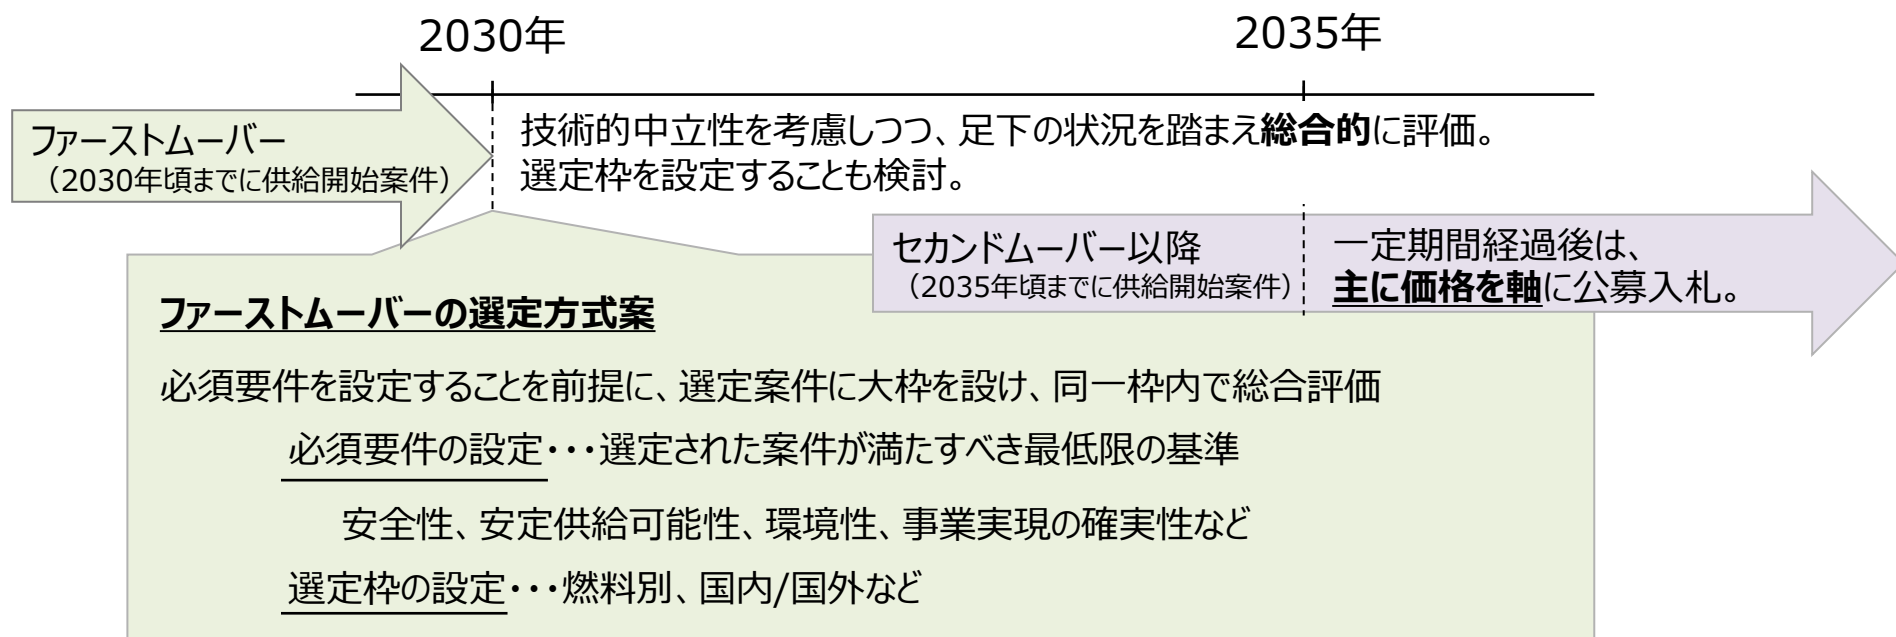 2030年
2035年
ファーストムーバー
（2030年頃までに供給開始案件）
技術的中立性を考慮しつつ、足下の状況を踏まえ総合的に評価。
選定枠を設定することも検討。
セカンドムーバー以降
（2035年頃までに供給開始案件）
一定期間経過後は、
主に価格を軸に公募入札。
ファーストムーバーの選定方式案
必須要件を設定することを前提に、選定案件に大枠を設け、同一枠内で総合評価
必須要件の設定･･･選定された案件が満たすべき最低限の基準
安全性、安定供給可能性、環境性、事業実現の確実性など
選定枠の設定･･･燃料別、国内/国外など